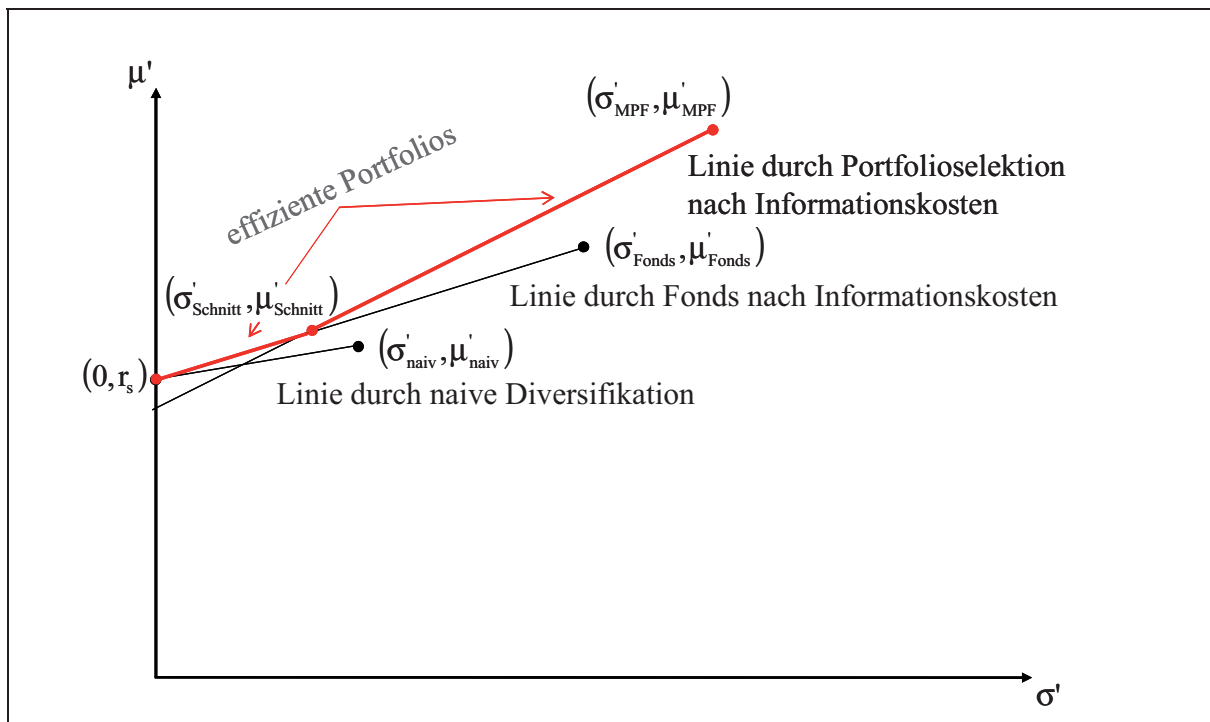 μ'
(σ'MPF, μ'MPF)
effiziente Portfolios
Linie durch Portfolioselektion
nach Informationskosten
(σ'Fonds, μ'Fonds)
(σ'Schnitt, μ'Schnitt)
Linie durch Fonds nach Informationskosten
(σ'naiv, μ'naiv)
(0, rs)
Linie durch naive Diversifikation
σ'